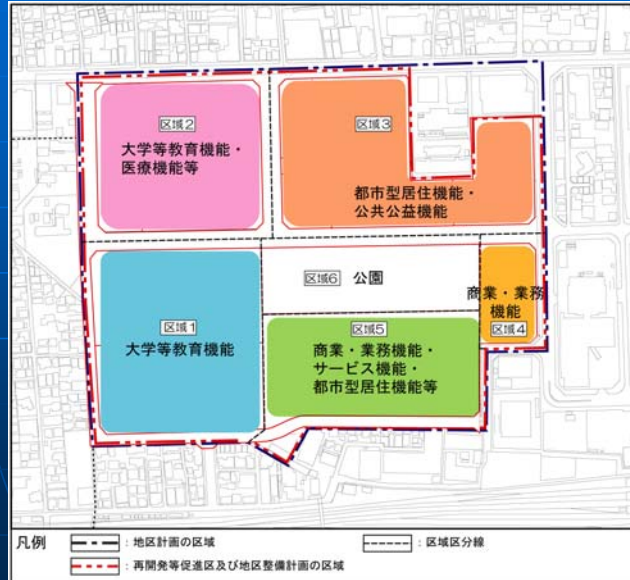 区域2
大学等教育機能・
医療機能等
区域3
都市型居住機能・
公共公益機能
区域6 公園
商業・業務
機能
区域4
区域1
大学等教育機能
区域5
商業・業務機能・
サービス機能・
都市型居住機能等
凡例
：地区計画の区域
：区域区分線
：再開発等促進区及び地区整備計画の区域